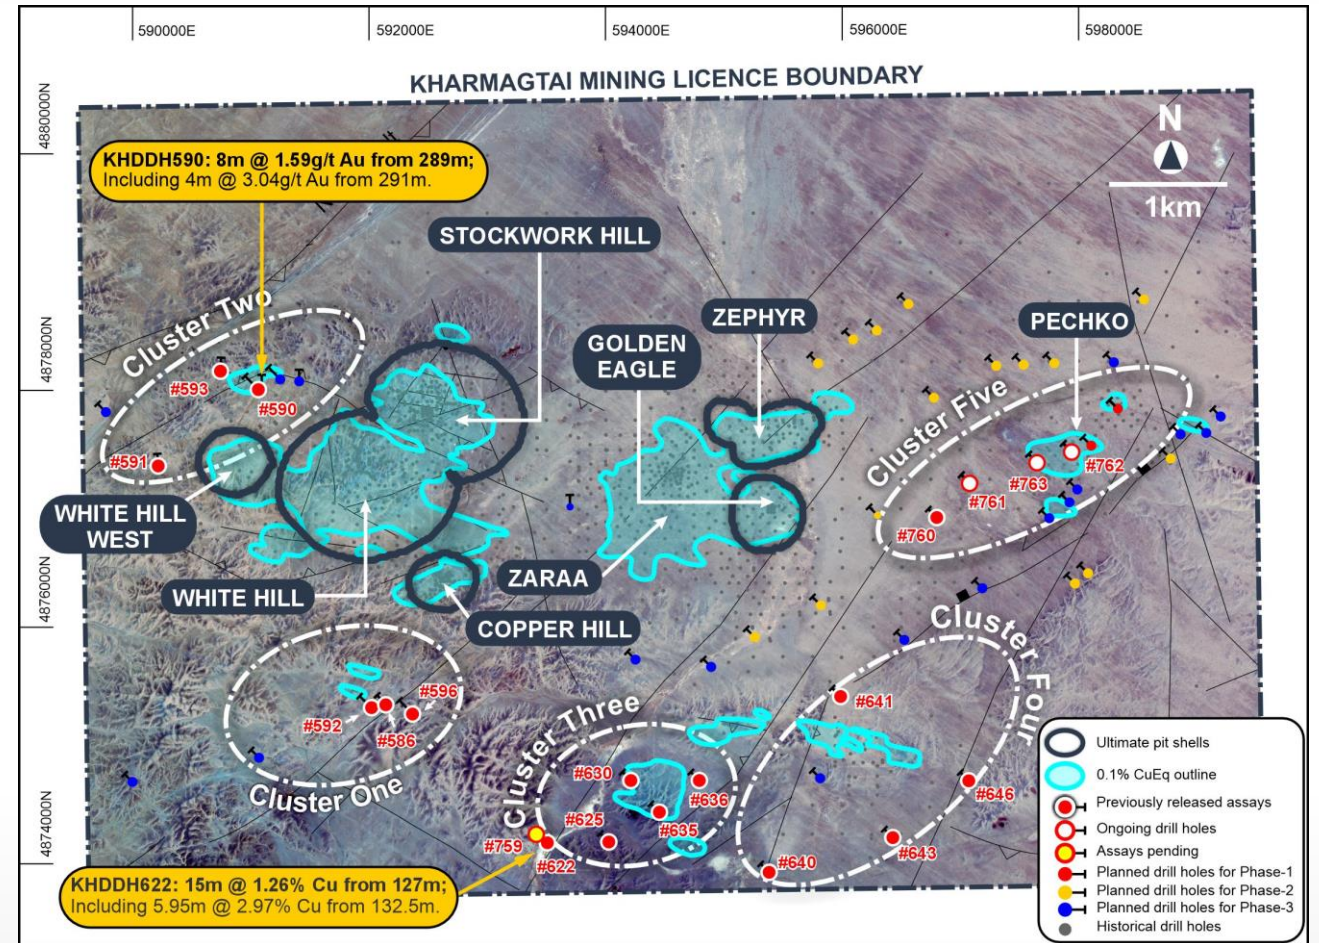 590000E
592000E
594000E
596000E
598000E
KHARMAGTAI MINING LICENCE BOUNDARY
4880000N
4878000N
4876000N
4874000N
N
1km
KHDDH590: 8m @ 1.59g/t Au from 289m;
Including 4m @ 3.04g/t Au from 291m.
STOCKWORK HILL
Cluster Two
ZEPHYR
PECHKO
GOLDEN
EAGLE
#593
#590
#591
Cluster Five
#762
#763
#761
#760
WHITE HILL
WEST
WHITE HILL
ZARAA
COPPER HILL
Cluster Four
#596
#592
#586
Cluster One
Cluster Three
#641
#630
#636
#625
#635
#646
#759
#622
#643
#640
KHDDH622: 15m @ 1.26% Cu from 127m;
Including 5.95m @ 2.97% Cu from 132.5m.
Ultimate pit shells
0.1% CuEq outline
Previously released assays
Ongoing drill holes
Assays pending
Planned drill holes for Phase-1
Planned drill holes for Phase-2
Planned drill holes for Phase-3
Historical drill holes